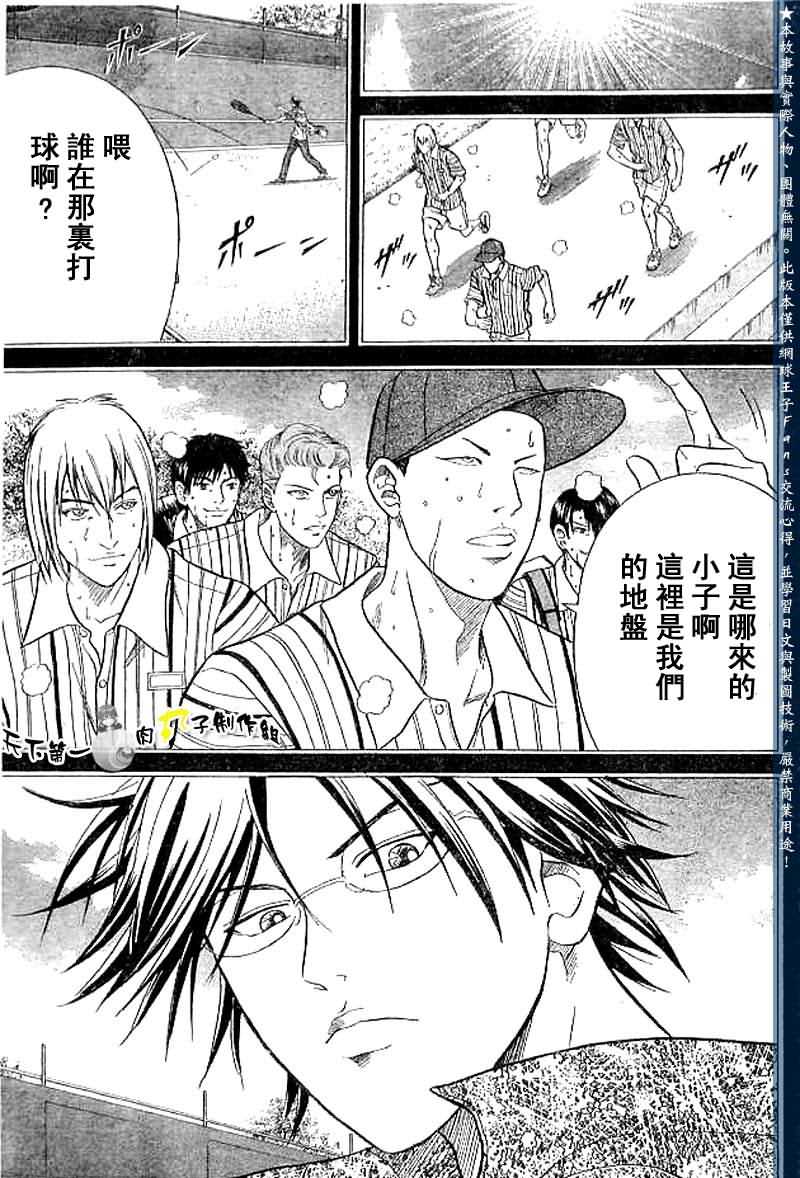 ポーン
ザッ
ザッ
ザッ
ポーン
喂
誰在那裏打
球啊？
這是哪來的
小子啊
這裡是我們
的地盤
天下第一
肉丸子制作組
★本故事與實際人物、團體無關。此版本僅供網球王子Fans交流心得，並學習日文與製圖技術，嚴禁商業用途！